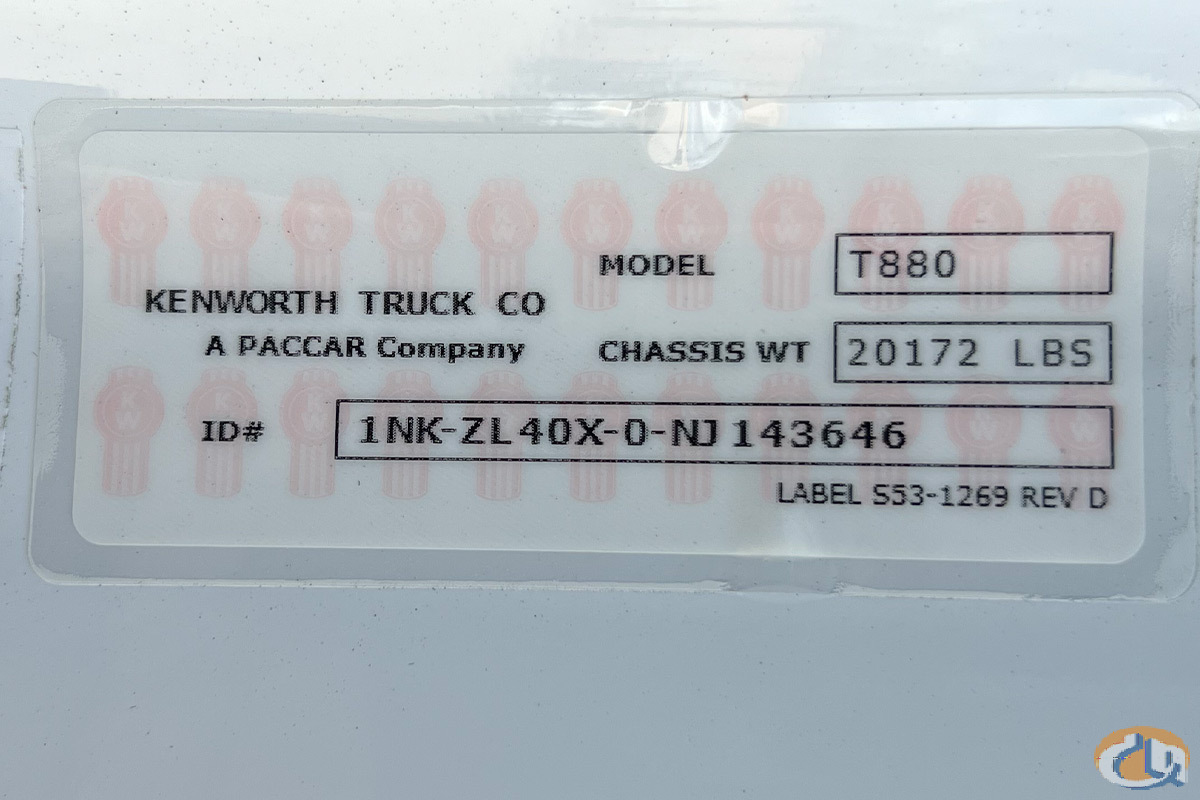 MODEL T880
KENWORTH TRUCK CO
A PACCAR Company CHASSIS WT 20172 LBS
ID# 1NK-ZL40X-0-NJ143646
LABEL S53-1269 REV D